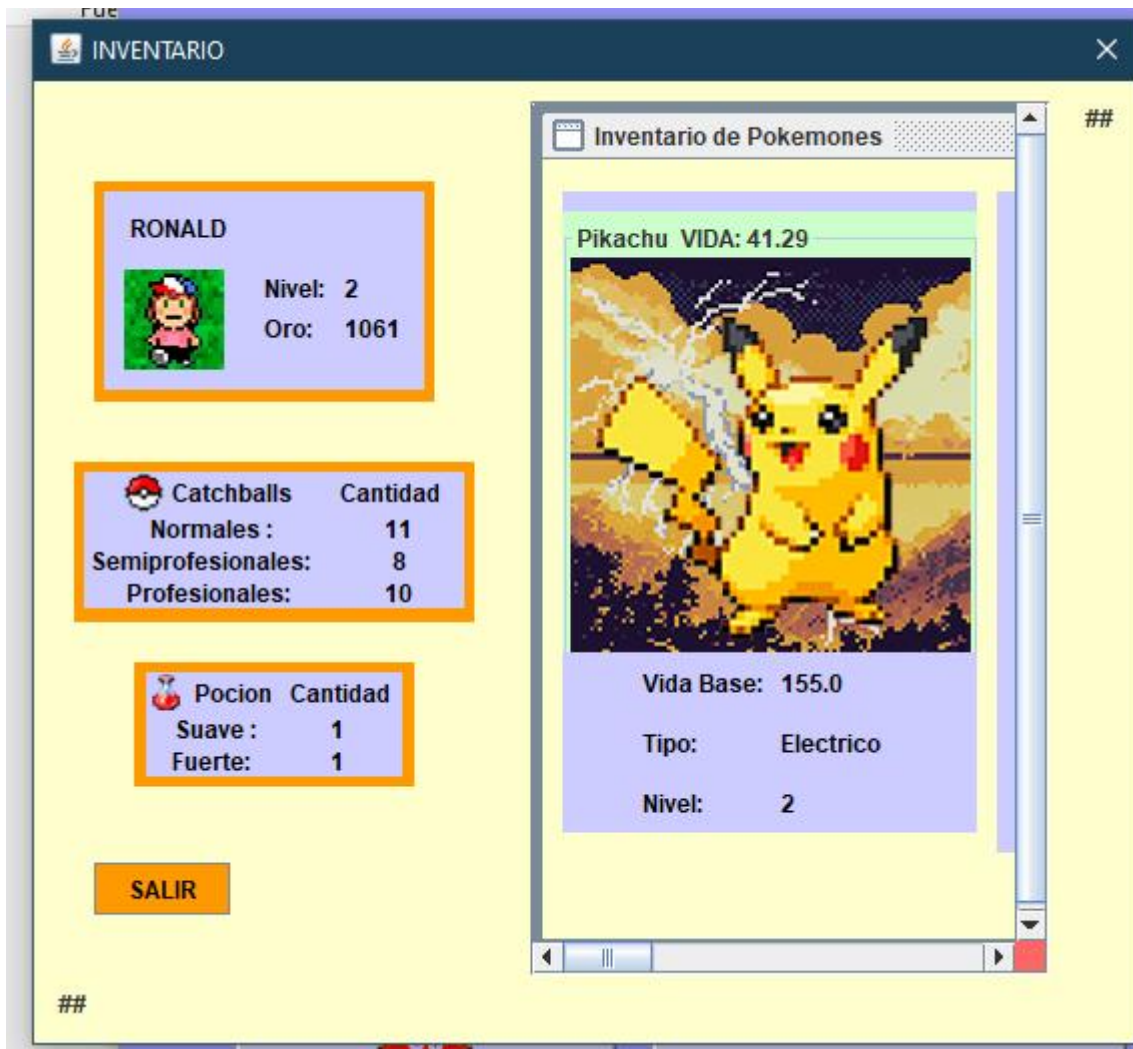 Fue
INVENTARIO
##
Inventario de Pokemones
RONALD
Nivel: 2
Oro: 1061
Pikachu VIDA: 41.29
Catchballs Cantidad
Normales : 11
Semiprofesionales: 8
Profesionales: 10
Pocion Cantidad
Suave : 1
Fuerte: 1
Vida Base: 155.0
Tipo: Electrico
Nivel: 2
SALIR
##